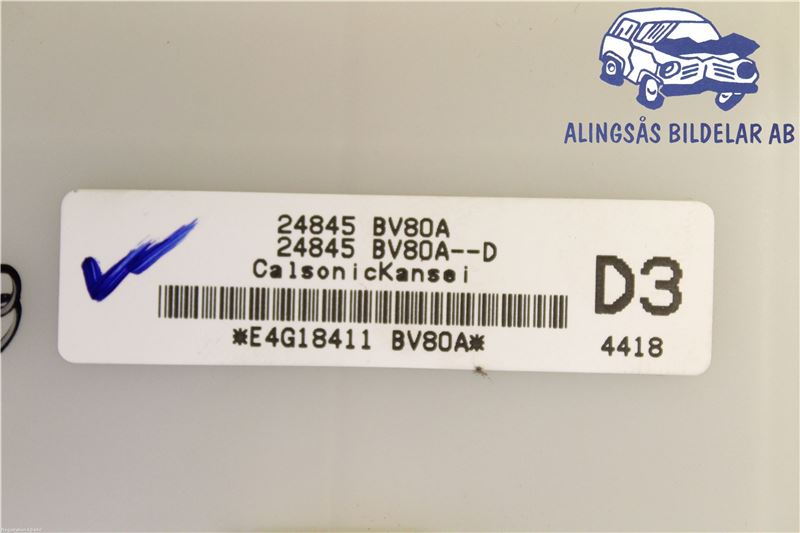 ALINGSÅS BILDELAR AB
24845 BV80A
24845 BV80A--D
CalsonicKansei
D3
*E4G18411 BV80A*
4418